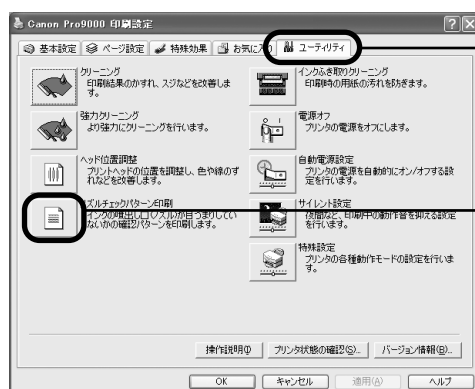 Canon Pro9000 印刷設定
基本設定 ページ設定 特殊効果 お気に入り ユーティリティ
クリーニング
印刷結果のかすれ、スジなどを改善しま
す。
インクふき取りクリーニング
印刷時の用紙の汚れを防ぎます。
強力クリーニング
より強力にクリーニングを行います。
電源オフ
プリンタの電源をオフにします。
ヘッド位置調整
プリントヘッドの位置を調整し、色や線のず
れなどを改善します。
自動電源設定
プリンタの電源を自動的にオン/オフする設
定を行います。
ズルチェックパターン印刷
インクの噴出し口(ノズル)が目づまりしてい
ないかの確認パターンを印刷します。
サイレント設定
夜間など、印刷中の動作音を抑える設定
を行います。
特殊設定
プリンタの各種動作モードの設定を行いま
す。
操作説明(I) プリンタ状態の確認(S)... バージョン情報(B)...
OK キャンセル 適用(A) ヘルプ